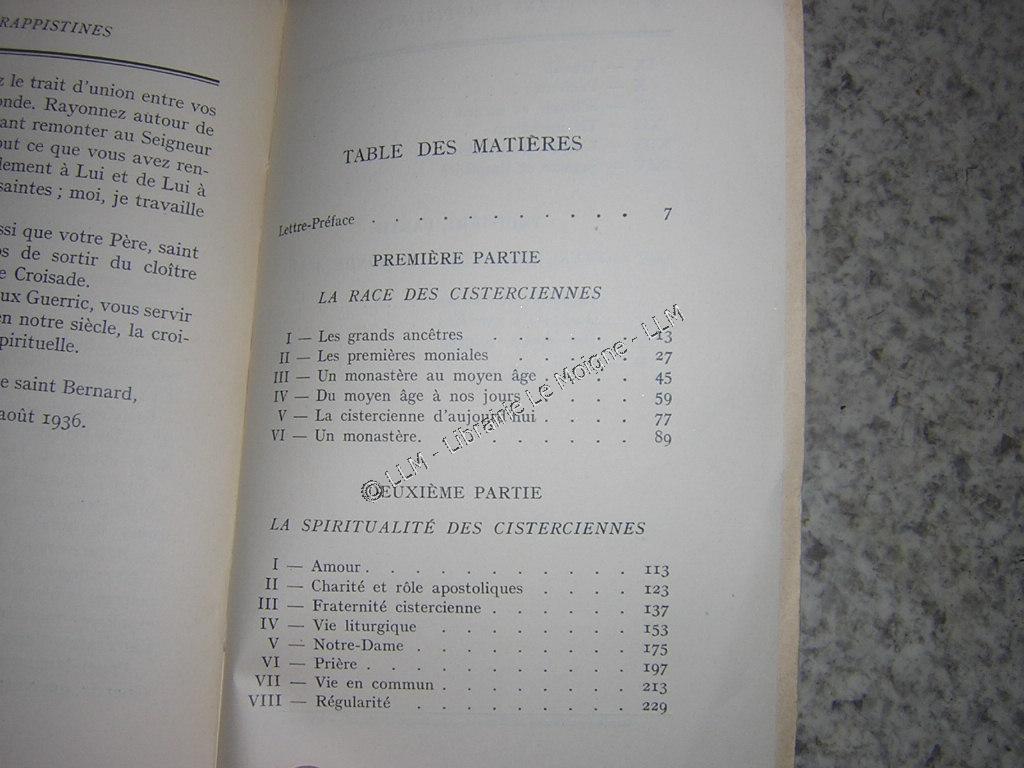 RAPPISTINES
le trait d'union entre vos
onde. Rayonnez autour de
ant remonter au Seigneur
out ce que vous avez ren-
lement à Lui et de Lui à
saintes ; moi, je travaille
ssi que votre Père, saint
s de sortir du cloître
e Croisade.
ux Guerric, vous servir
en notre siècle, la croi-
spirituelle.
e saint Bernard,
août 1936.
TABLE DES MATIÈRES
Lettre-Préface . . . . . . . . . . . 7
PREMIÈRE PARTIE
LA RACE DES CISTERCIENNES
I — Les grands ancêtres . . . . . . . 13
II — Les premières moniales . . . . . . 27
III — Un monastère au moyen âge . . . . . 45
IV — Du moyen âge à nos jours . . . . . 59
V — La cistercienne d'aujourd'hui . . . . . 77
VI — Un monastère. . . . . . . . . 89
DEUXIÈME PARTIE
LA SPIRITUALITÉ DES CISTERCIENNES
I — Amour . . . . . . . . . . . 113
II — Charité et rôle apostoliques . . . . 123
III — Fraternité cistercienne . . . . . . 137
IV — Vie liturgique . . . . . . . . 153
V — Notre-Dame . . . . . . . . . 175
VI — Prière . . . . . . . . . . . 197
VII — Vie en commun . . . . . . . . 213
VIII — Régularité . . . . . . . . . 229
© LLM - Librairie Le Moigne - LLM